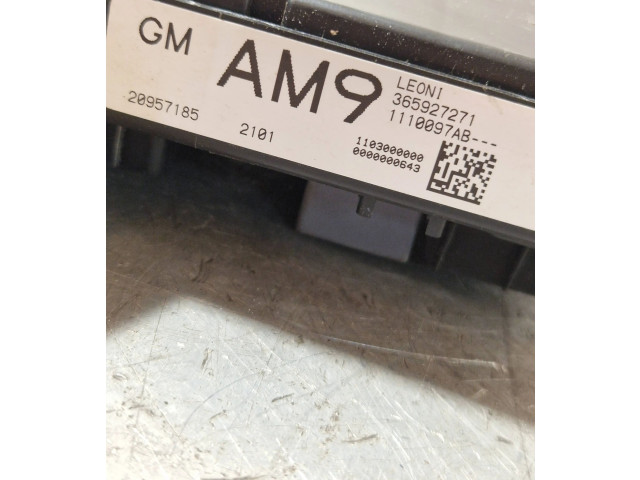 GM
AM9
LEONI
365927271
1110097AB---
20957185
2101
1103000000
0000000643